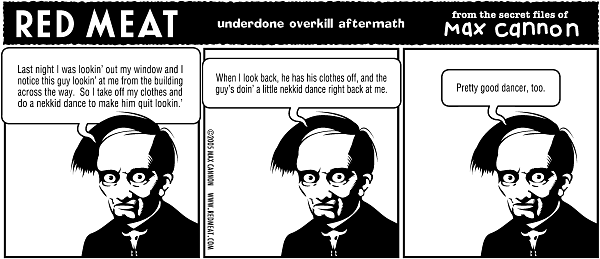 RED MEAT
underdone overkill aftermath
from the secret files of
Max cannon
Last night I was lookin' out my window and I
notice this guy lookin' at me from the building
across the way. So I take off my clothes and
do a nekkid dance to make him quit lookin.'
©2005 MAX CANNON WWW.REDMEAT.COM
When I look back, he has his clothes off, and the
guy's doin' a little nekkid dance right back at me.
Pretty good dancer, too.